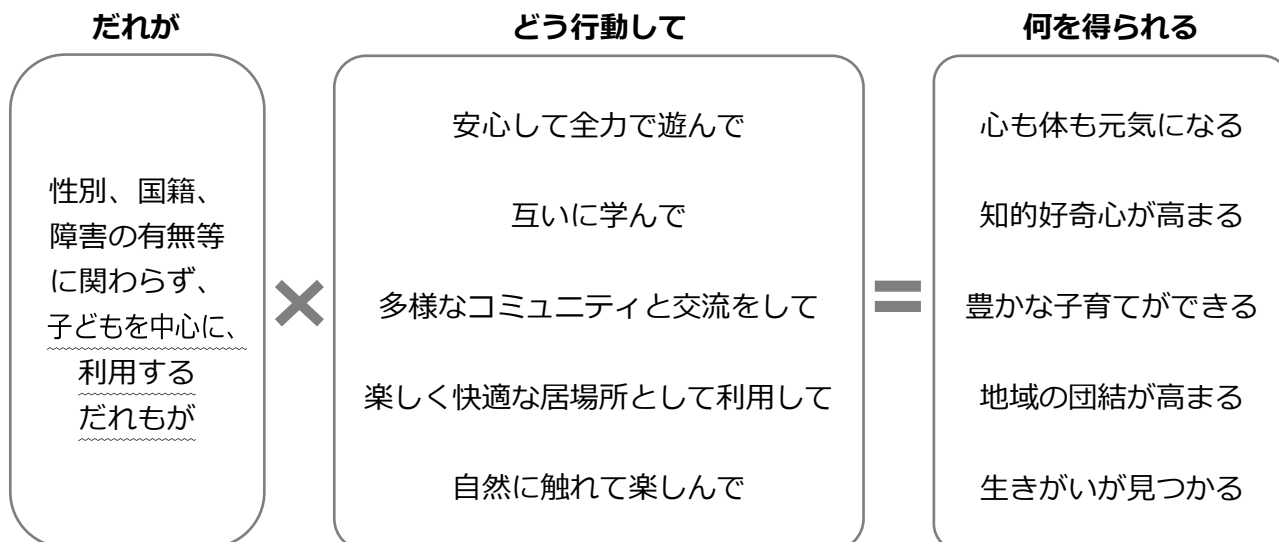 だれが
性別、国籍、
障害の有無等
に関わらず、
子どもを中心に、
利用する
だれもが
×
どう行動して
安心して全力で遊んで
互いに学んで
多様なコミュニティと交流をして
楽しく快適な居場所として利用して
自然に触れて楽しんで
=
何を得られる
心も体も元気になる
知的好奇心が高まる
豊かな子育てができる
地域の団結が高まる
生きがいが見つかる